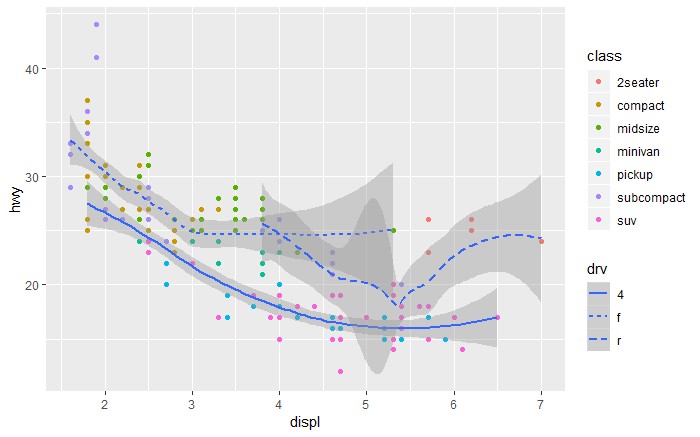 hwy
40
30
20
2
3
4
5
6
7
displ
class
2seater
compact
midsize
minivan
pickup
subcompact
suv
drv
4
f
r